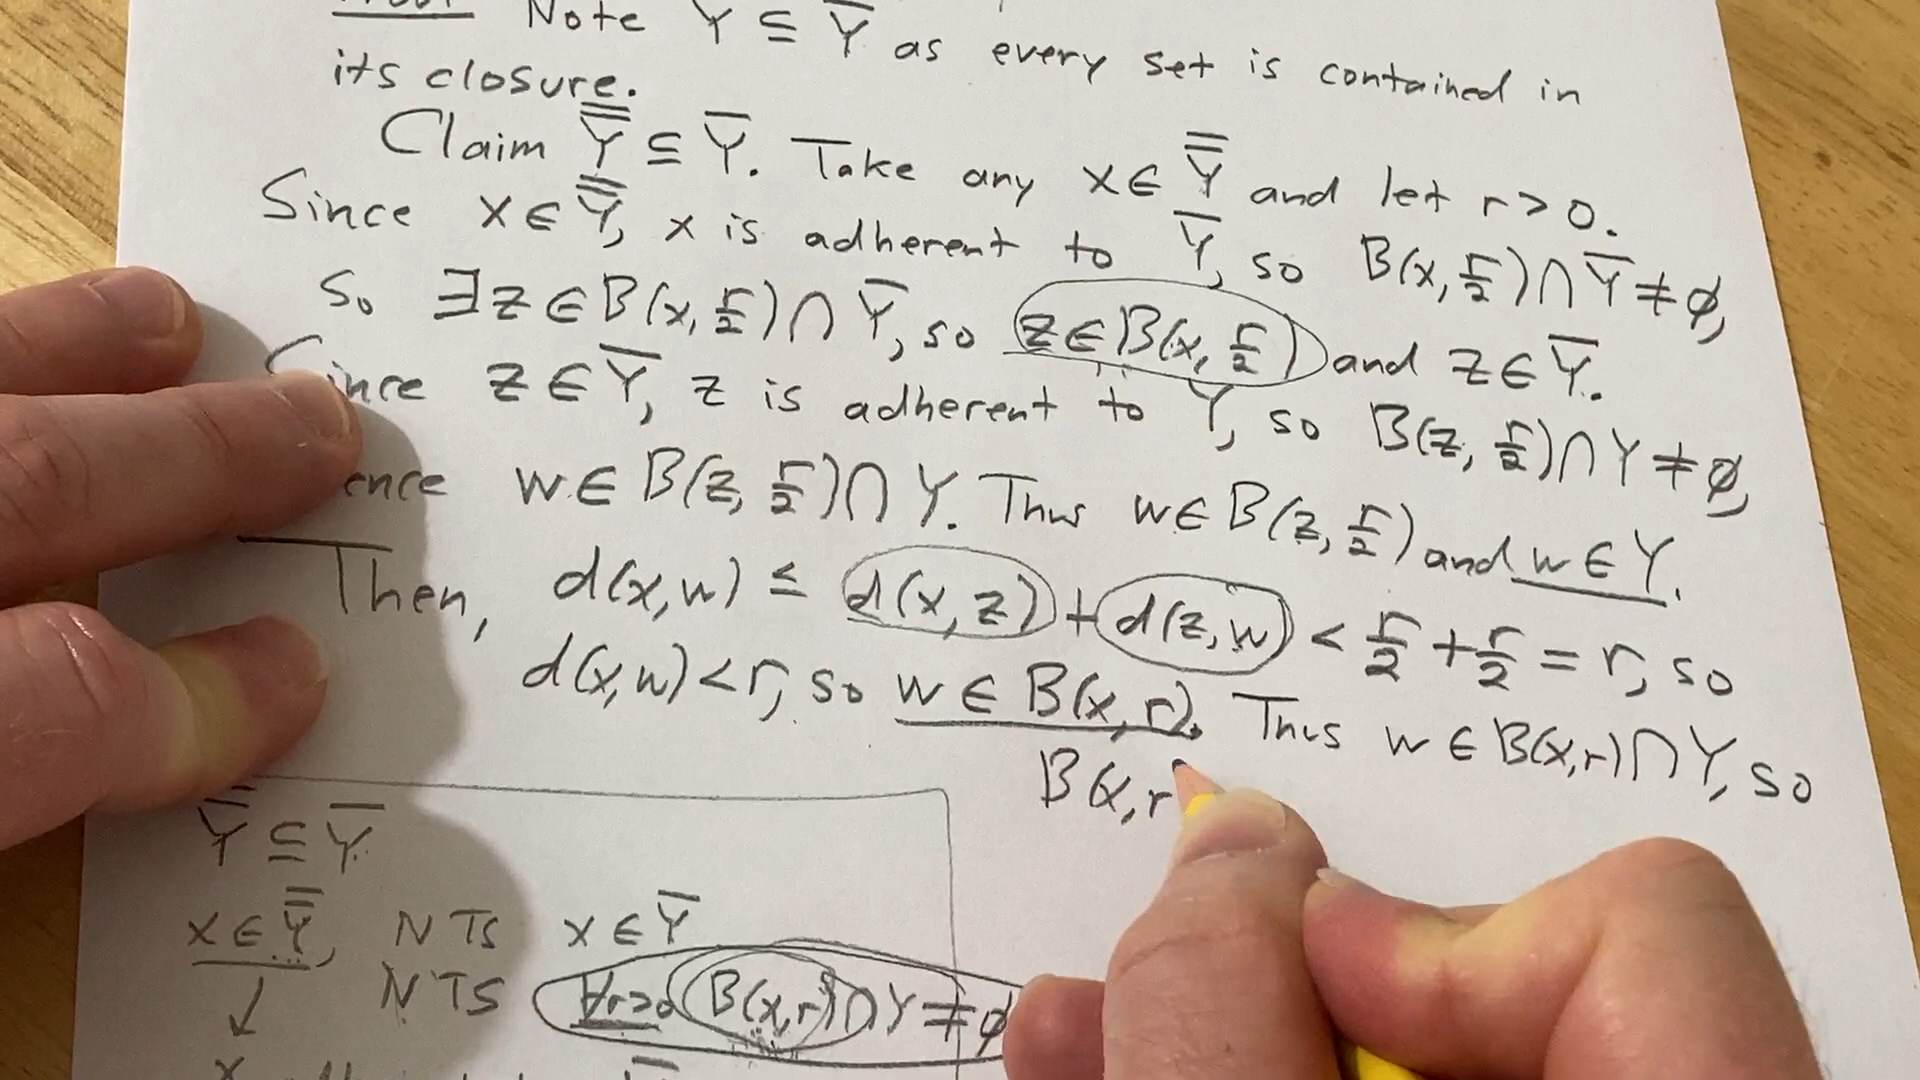 Note Y ⊆ Y̅ as every set is contained in
its closure.
Claim Y̿ ⊆ Y̅. Take any x ∈ Y̿ and let r > 0.
Since x ∈ Y̿, x is adherent to Y̅, so B(x, r/2) ∩ Y̅ ≠ ∅,
so ∃ z ∈ B(x, r/2) ∩ Y̅, so z ∈ B(x, r/2) and z ∈ Y̅.
Since z ∈ Y̅, z is adherent to Y, so B(z, r/2) ∩ Y ≠ ∅,
w ∈ B(z, r/2) ∩ Y. Thus w ∈ B(z, r/2) and w ∈ Y.
Then, d(x, w) ≤ d(x, z) + d(z, w) < r/2 + r/2 = r, so
d(x, w) < r, so w ∈ B(x, r). Thus w ∈ B(x, r) ∩ Y, so
B(x, r)
Y̿ ⊆ Y̅
x ∈ Y̿, NTS x ∈ Y̅
↓ NTS ∀r>0 B(x, r) ∩ Y ≠ ∅